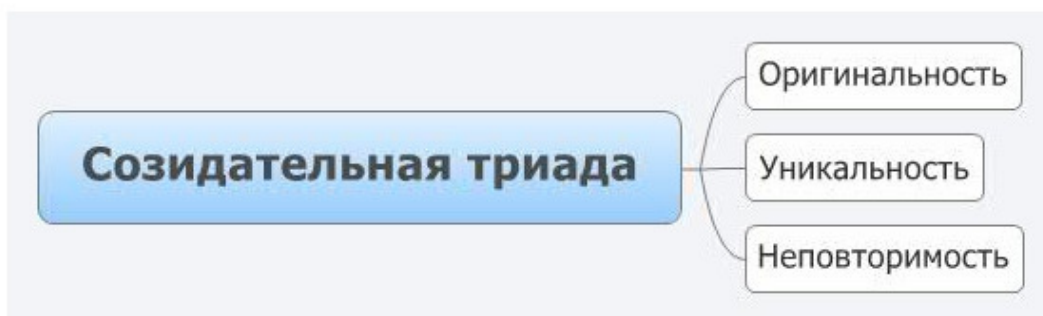 Созидательная триада
Оригинальность
Уникальность
Неповторимость